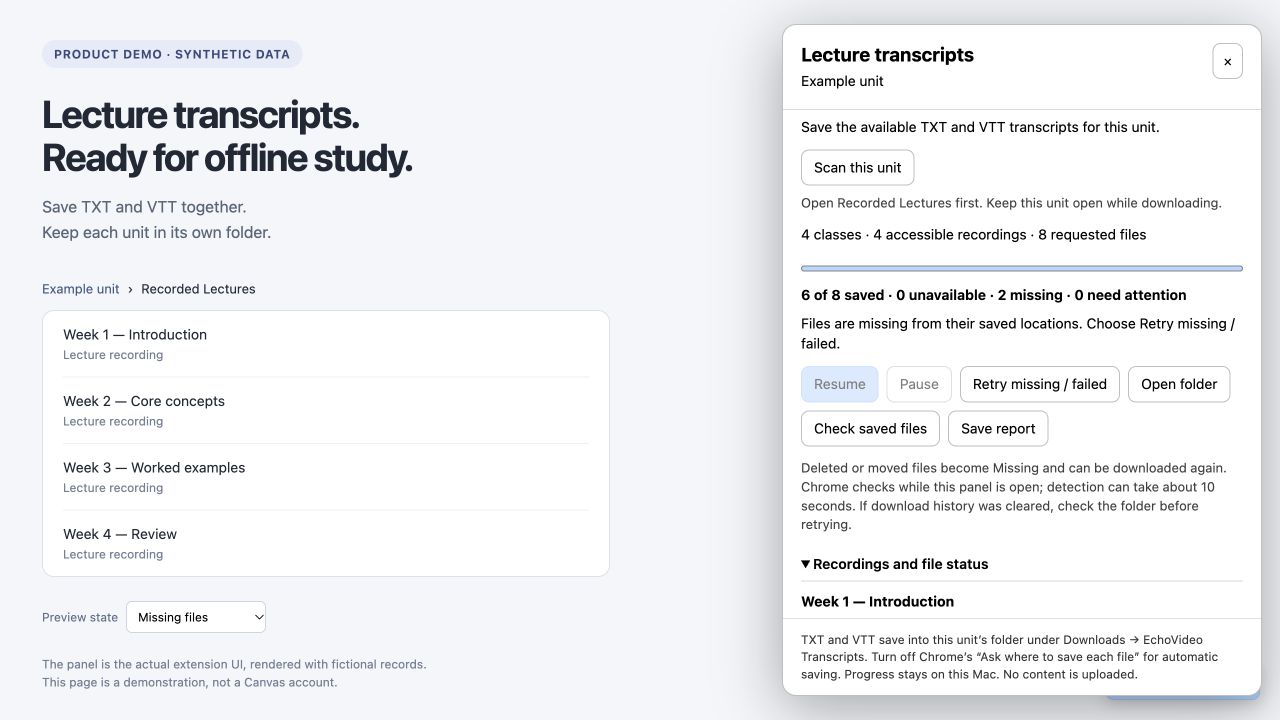 PRODUCT DEMO · SYNTHETIC DATA
Lecture transcripts.
Ready for offline study.
Save TXT and VTT together.
Keep each unit in its own folder.
Example unit › Recorded Lectures
Week 1 — Introduction
Lecture recording
Week 2 — Core concepts
Lecture recording
Week 3 — Worked examples
Lecture recording
Week 4 — Review
Lecture recording
Preview state Missing files
The panel is the actual extension UI, rendered with fictional records.
This page is a demonstration, not a Canvas account.
Lecture transcripts
×
Example unit
Save the available TXT and VTT transcripts for this unit.
Scan this unit
Open Recorded Lectures first. Keep this unit open while downloading.
4 classes · 4 accessible recordings · 8 requested files
6 of 8 saved · 0 unavailable · 2 missing · 0 need attention
Files are missing from their saved locations. Choose Retry missing /
failed.
Resume Pause Retry missing / failed Open folder
Check saved files Save report
Deleted or moved files become Missing and can be downloaded again.
Chrome checks while this panel is open; detection can take about 10
seconds. If download history was cleared, check the folder before
retrying.
▼ Recordings and file status
Week 1 — Introduction
TXT and VTT save into this unit’s folder under Downloads → EchoVideo
Transcripts. Turn off Chrome’s “Ask where to save each file” for automatic
saving. Progress stays on this Mac. No content is uploaded.